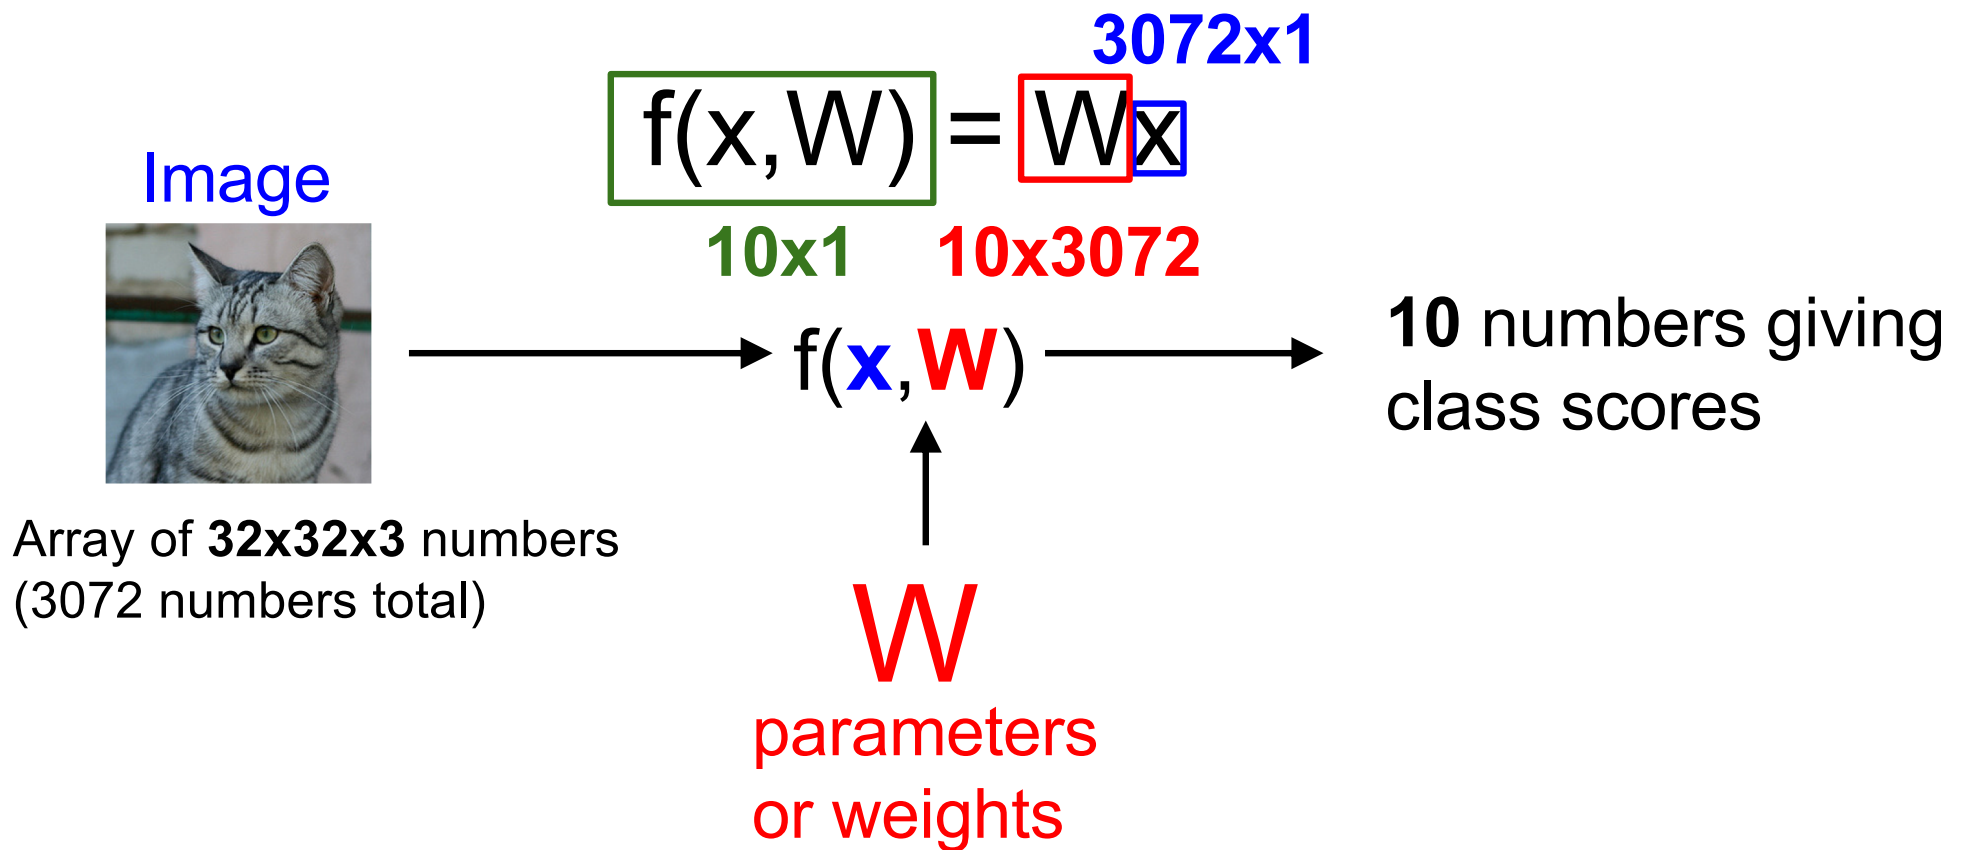 3072x1
f(x,W) = Wx
Image
10x1 10x3072
f(x,W)
10 numbers giving
class scores
Array of 32x32x3 numbers
(3072 numbers total)
W
parameters
or weights